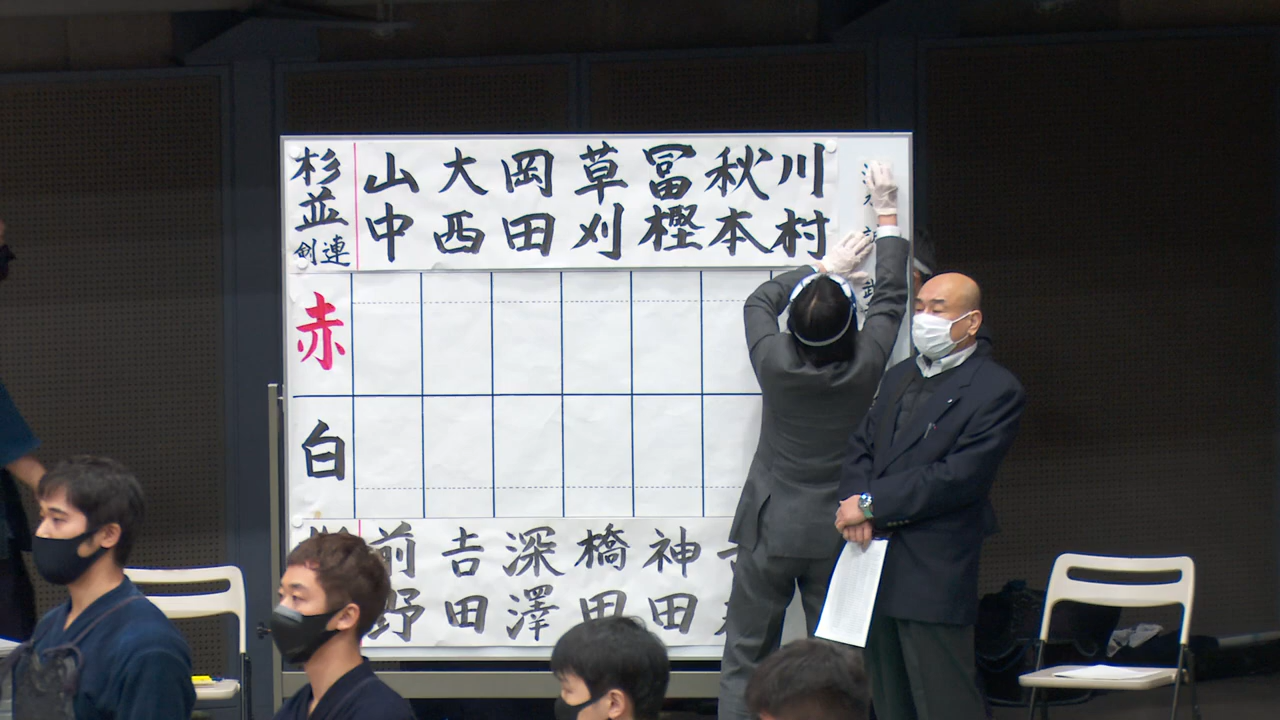 杉並剣連
山中
大西
岡田
草刈
冨樫
秋本
川村
赤
白
前野
吉田
深澤
橋田
神田